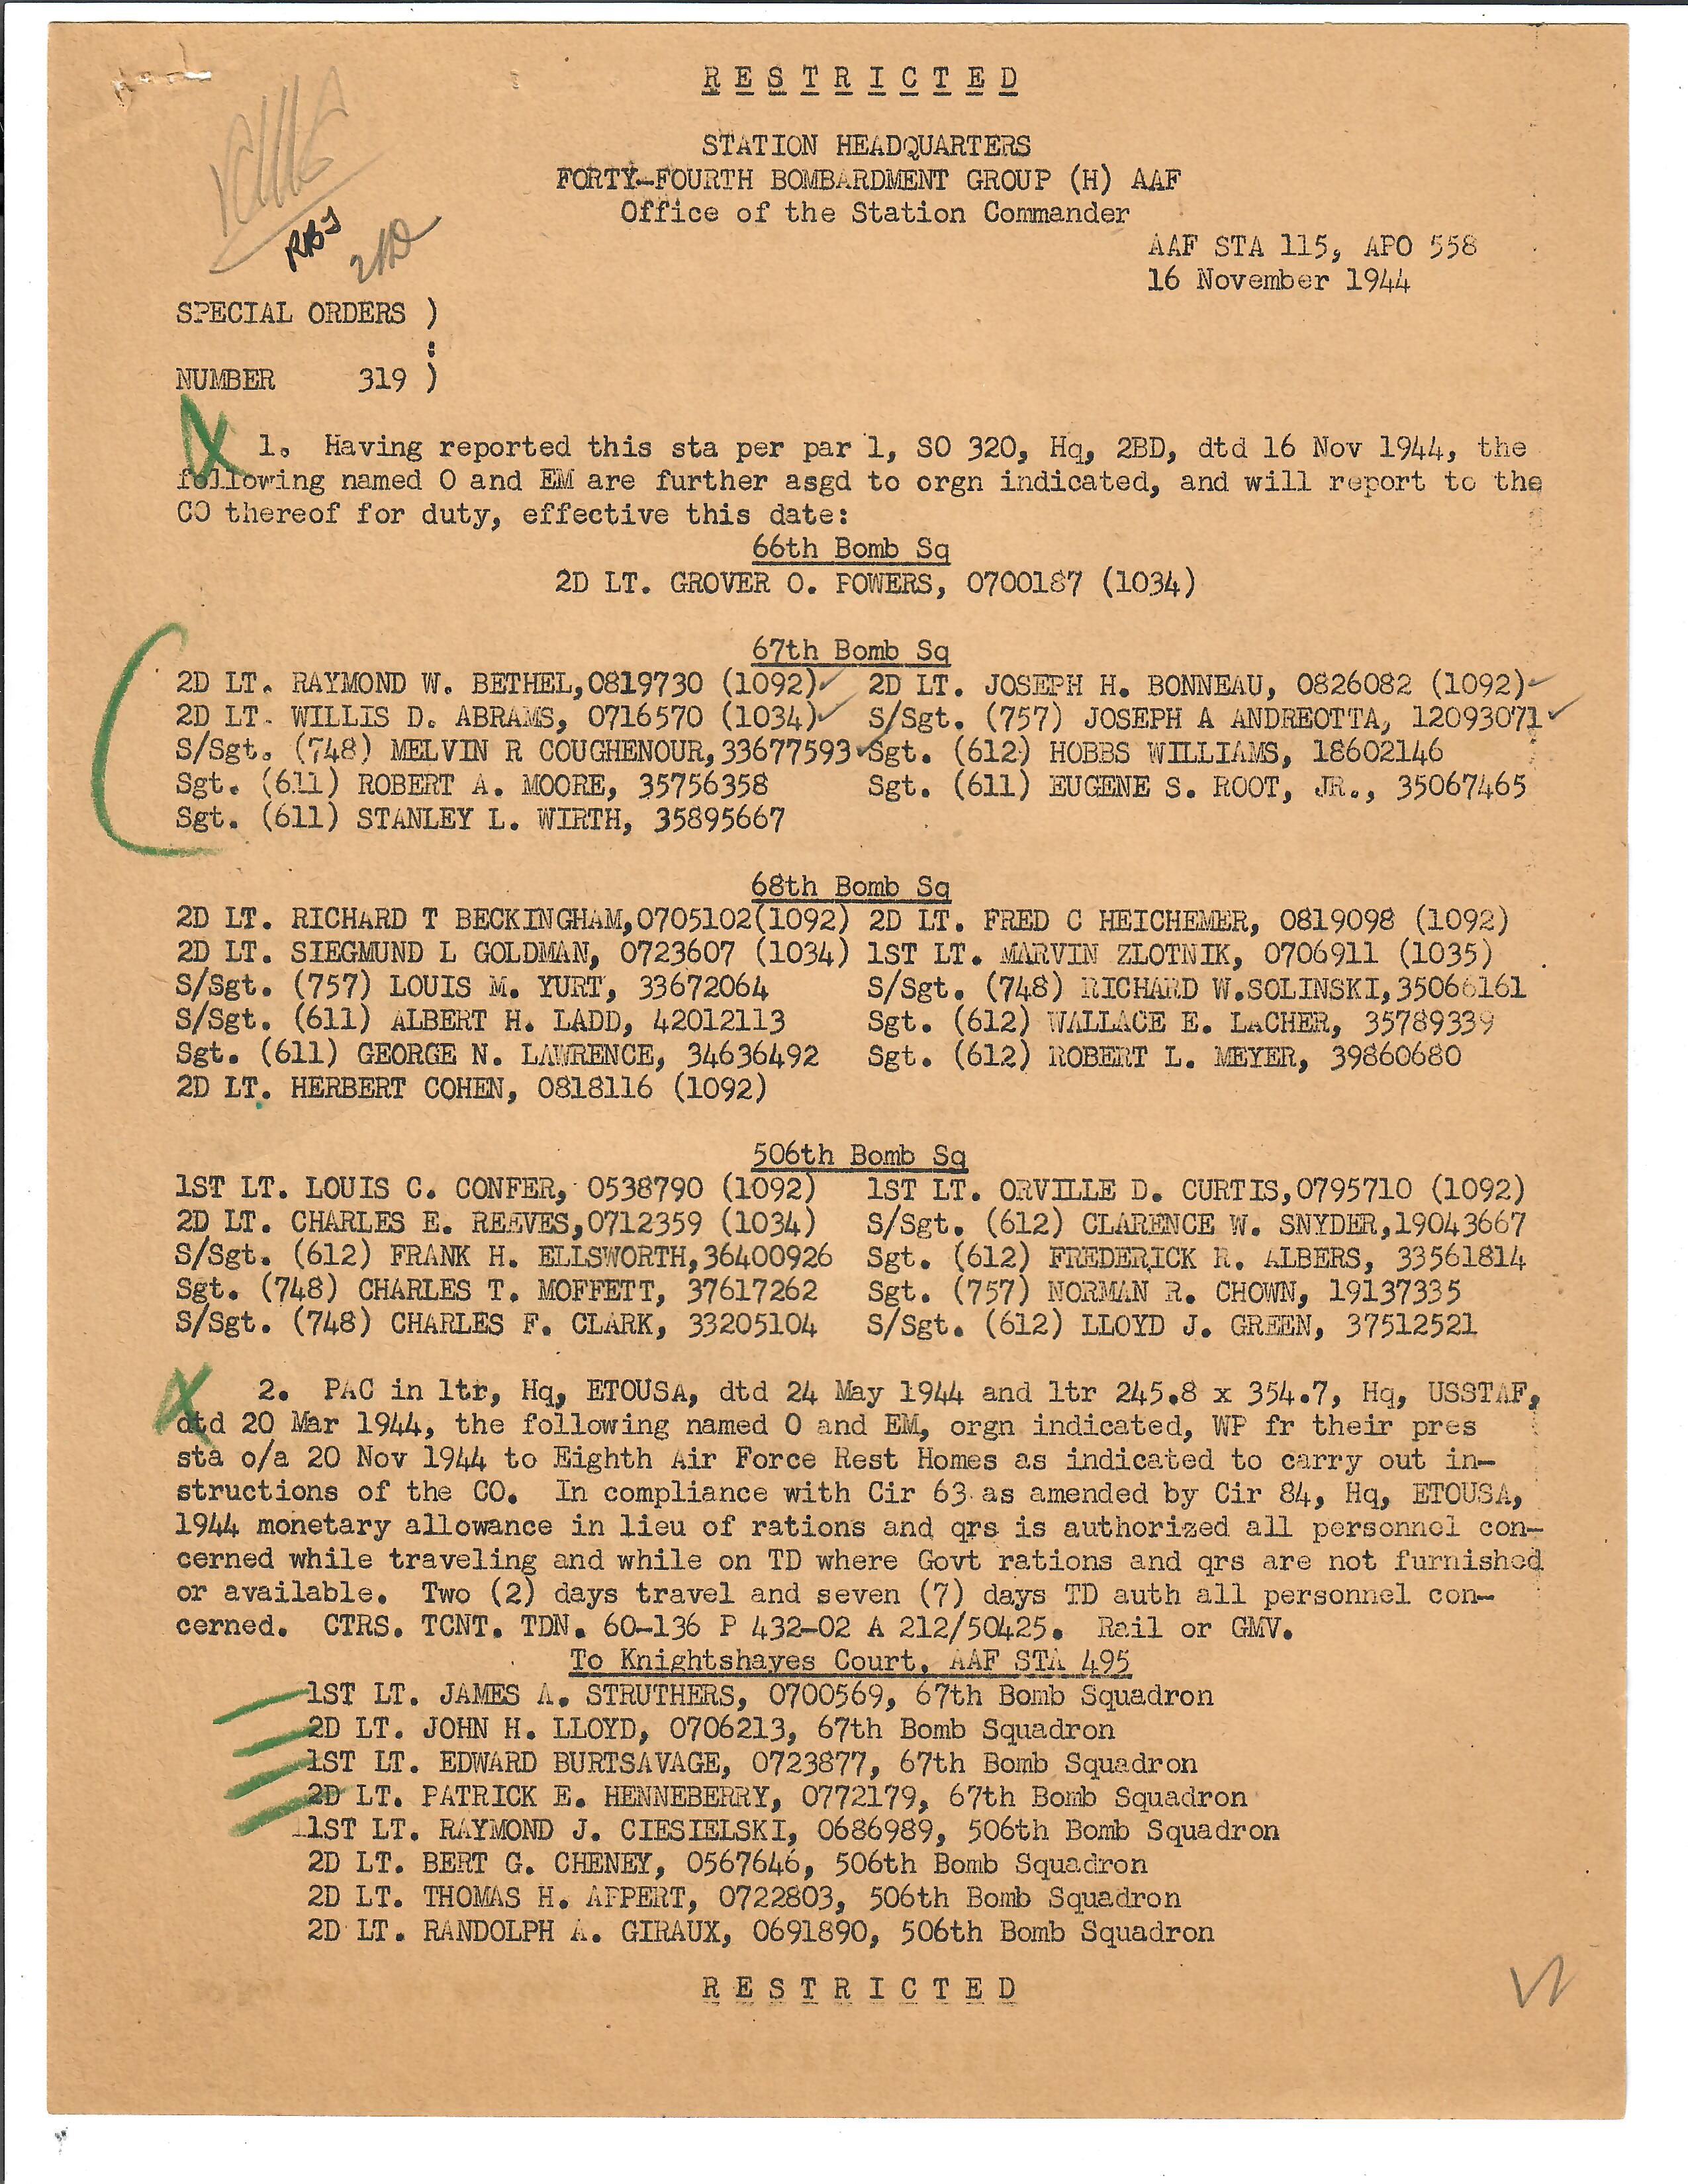 R E S T R I C T E D
STATION HEADQUARTERS
FORTY-FOURTH BOMBARDMENT GROUP (H) AAF
Office of the Station Commander
RBJ
AAF STA 115, APO 558
16 November 1944
SPECIAL ORDERS )
:
NUMBER 319 )
1. Having reported this sta per par 1, SO 320, Hq, 2BD, dtd 16 Nov 1944, the
following named O and EM are further asgd to orgn indicated, and will report to the
CO thereof for duty, effective this date:
66th Bomb Sq
2D LT. GROVER O. POWERS, 0700187 (1034)
67th Bomb Sq
2D LT. RAYMOND W. BETHEL,0819730 (1092)✓ 2D LT. JOSEPH H. BONNEAU, 0826082 (1092)✓
2D LT. WILLIS D. ABRAMS, 0716570 (1034)✓ S/Sgt. (757) JOSEPH A ANDREOTTA, 12093071✓
S/Sgt. (748) MELVIN R COUGHENOUR,33677593✓ Sgt. (612) HOBBS WILLIAMS, 18602146
Sgt. (611) ROBERT A. MOORE, 35756358 Sgt. (611) EUGENE S. ROOT, JR., 35067465
Sgt. (611) STANLEY L. WIRTH, 35895667
68th Bomb Sq
2D LT. RICHARD T BECKINGHAM,0705102(1092) 2D LT. FRED C HEICHEMER, 0819098 (1092)
2D LT. SIEGMUND L GOLDMAN, 0723607 (1034) 1ST LT. MARVIN ZLOTNIK, 0706911 (1035)
S/Sgt. (757) LOUIS M. YURT, 33672064 S/Sgt. (748) RICHARD W.SOLINSKI,35066161
S/Sgt. (611) ALBERT H. LADD, 42012113 Sgt. (612) WALLACE E. LACHER, 35789339
Sgt. (611) GEORGE N. LAWRENCE, 34636492 Sgt. (612) ROBERT L. MEYER, 39860680
2D LT. HERBERT COHEN, 0818116 (1092)
506th Bomb Sq
1ST LT. LOUIS C. CONFER, 0538790 (1092) 1ST LT. ORVILLE D. CURTIS,0795710 (1092)
2D LT. CHARLES E. REEVES,0712359 (1034) S/Sgt. (612) CLARENCE W. SNYDER,19043667
S/Sgt. (612) FRANK H. ELLSWORTH,36400926 Sgt. (612) FREDERICK R. ALBERS, 33561814
Sgt. (748) CHARLES T. MOFFETT, 37617262 Sgt. (757) NORMAN R. CHOWN, 19137335
S/Sgt. (748) CHARLES F. CLARK, 33205104 S/Sgt. (612) LLOYD J. GREEN, 37512521
2. PAC in ltr, Hq, ETOUSA, dtd 24 May 1944 and ltr 245.8 x 354.7, Hq, USSTAF,
dtd 20 Mar 1944, the following named O and EM, orgn indicated, WP fr their pres
sta o/a 20 Nov 1944 to Eighth Air Force Rest Homes as indicated to carry out in-
structions of the CO. In compliance with Cir 63 as amended by Cir 84, Hq, ETOUSA,
1944 monetary allowance in lieu of rations and qrs is authorized all personnel con-
cerned while traveling and while on TD where Govt rations and qrs are not furnished
or available. Two (2) days travel and seven (7) days TD auth all personnel con-
cerned. CTRS. TCNT. TDN. 60-136 P 432-02 A 212/50425. Rail or GMV.
To Knightshayes Court, AAF STA 495
1ST LT. JAMES A. STRUTHERS, 0700569, 67th Bomb Squadron
2D LT. JOHN H. LLOYD, 0706213, 67th Bomb Squadron
1ST LT. EDWARD BURTSAVAGE, 0723877, 67th Bomb Squadron
2D LT. PATRICK E. HENNEBERRY, 0772179, 67th Bomb Squadron
1ST LT. RAYMOND J. CIESIELSKI, 0686989, 506th Bomb Squadron
2D LT. BERT G. CHENEY, 0567646, 506th Bomb Squadron
2D LT. THOMAS H. APPERT, 0722803, 506th Bomb Squadron
2D LT. RANDOLPH A. GIRAUX, 0691890, 506th Bomb Squadron
R E S T R I C T E D